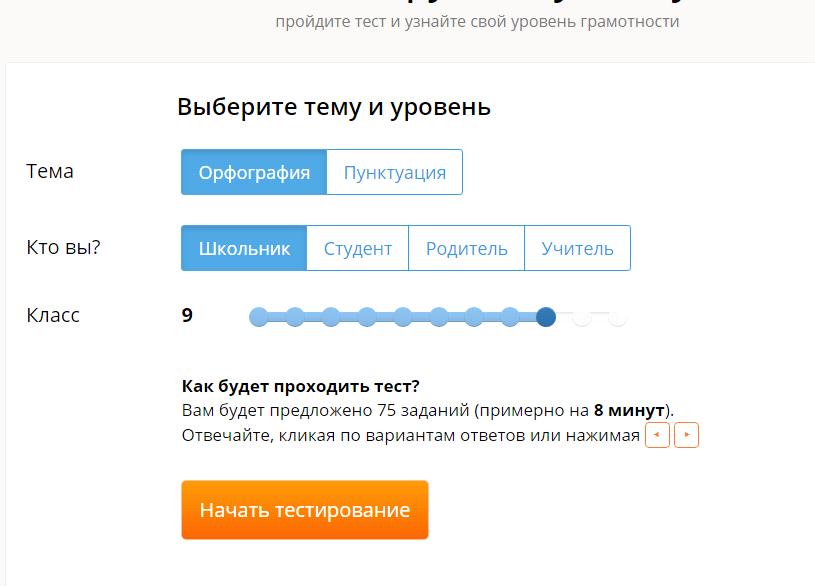 пройдите тест и узнайте свой уровень грамотности
Выберите тему и уровень
Тема
Орфография
Пунктуация
Кто вы?
Школьник
Студент
Родитель
Учитель
Класс
9
Как будет проходить тест?
Вам будет предложено 75 заданий (примерно на 8 минут).
Отвечайте, кликая по вариантам ответов или нажимая
Начать тестирование